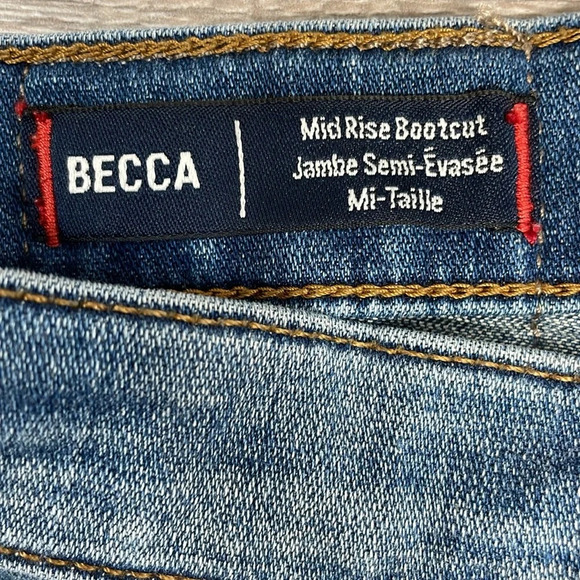 BECCA
Mid Rise Bootcut
Jambe Semi-Évasée
Mi-Taille